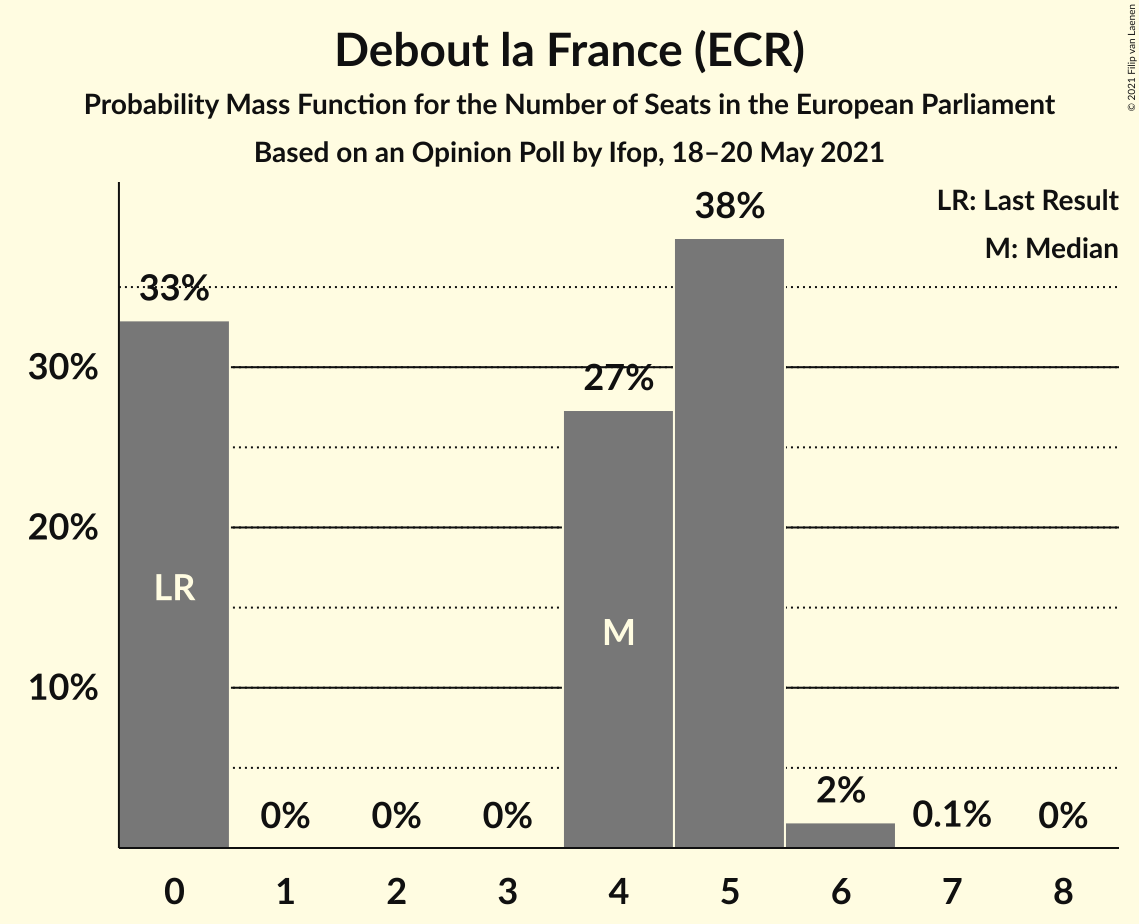 Debout la France (ECR)
Probability Mass Function for the Number of Seats in the European Parliament
Based on an Opinion Poll by Ifop, 18–20 May 2021
© 2021 Filip van Laenen
LR: Last Result
M: Median
38%
33%
27%
30%
20%
10%
LR
M
0%
0%
0%
2%
0.1%
0%
0 1 2 3 4 5 6 7 8